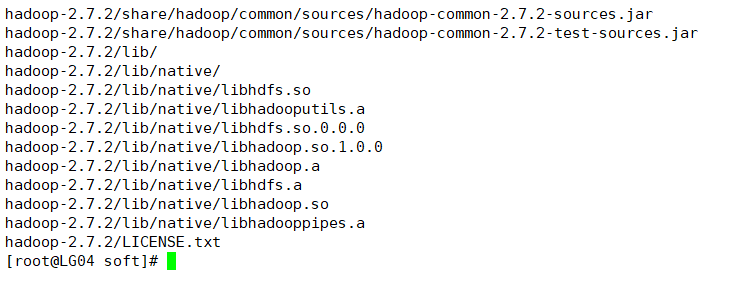 hadoop-2.7.2/share/hadoop/common/sources/hadoop-common-2.7.2-sources.jar
hadoop-2.7.2/share/hadoop/common/sources/hadoop-common-2.7.2-test-sources.jar
hadoop-2.7.2/lib/
hadoop-2.7.2/lib/native/
hadoop-2.7.2/lib/native/libhdfs.so
hadoop-2.7.2/lib/native/libhadooputils.a
hadoop-2.7.2/lib/native/libhdfs.so.0.0.0
hadoop-2.7.2/lib/native/libhadoop.so.1.0.0
hadoop-2.7.2/lib/native/libhadoop.a
hadoop-2.7.2/lib/native/libhdfs.a
hadoop-2.7.2/lib/native/libhadoop.so
hadoop-2.7.2/lib/native/libhadooppipes.a
hadoop-2.7.2/LICENSE.txt
[root@LG04 soft]#